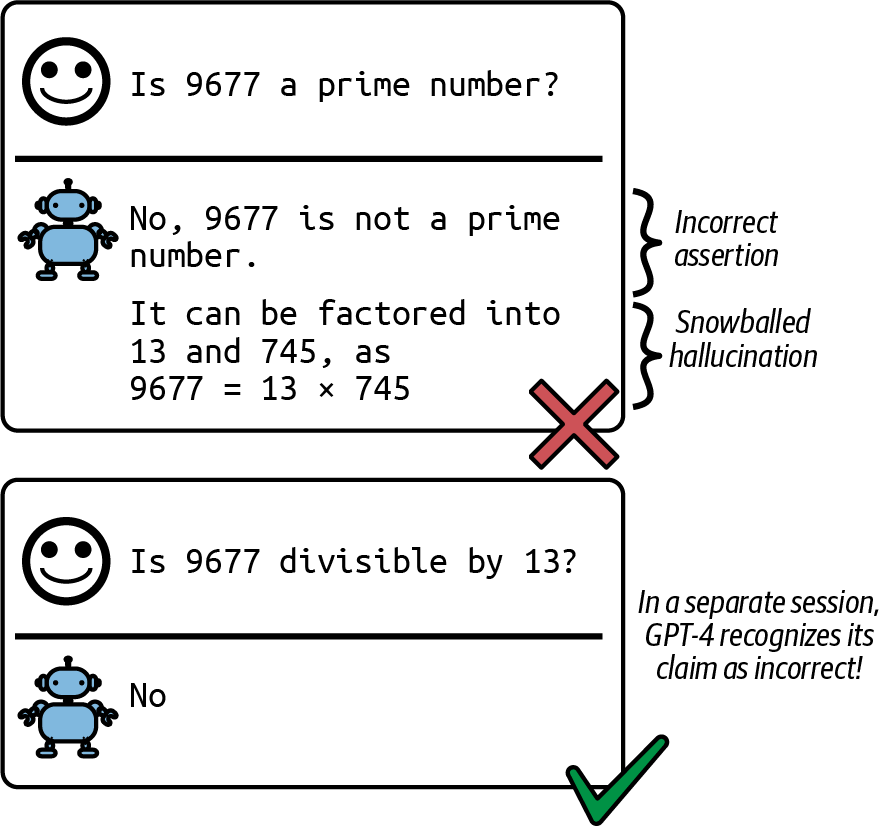 Is 9677 a prime number?
No, 9677 is not a prime
number.
Incorrect
assertion
It can be factored into
13 and 745, as
9677 = 13 × 745
Snowballed
hallucination
Is 9677 divisible by 13?
No
In a separate session,
GPT-4 recognizes its
claim as incorrect!